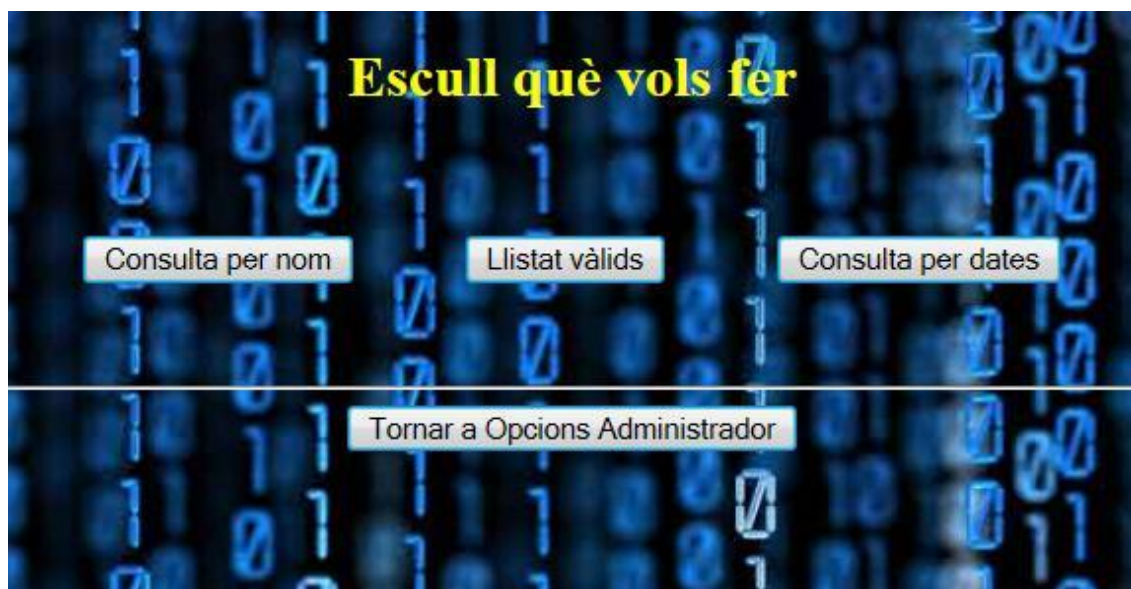 Escull què vols fer
Consulta per nom Llistat vàlids Consulta per dates
Tornar a Opcions Administrador